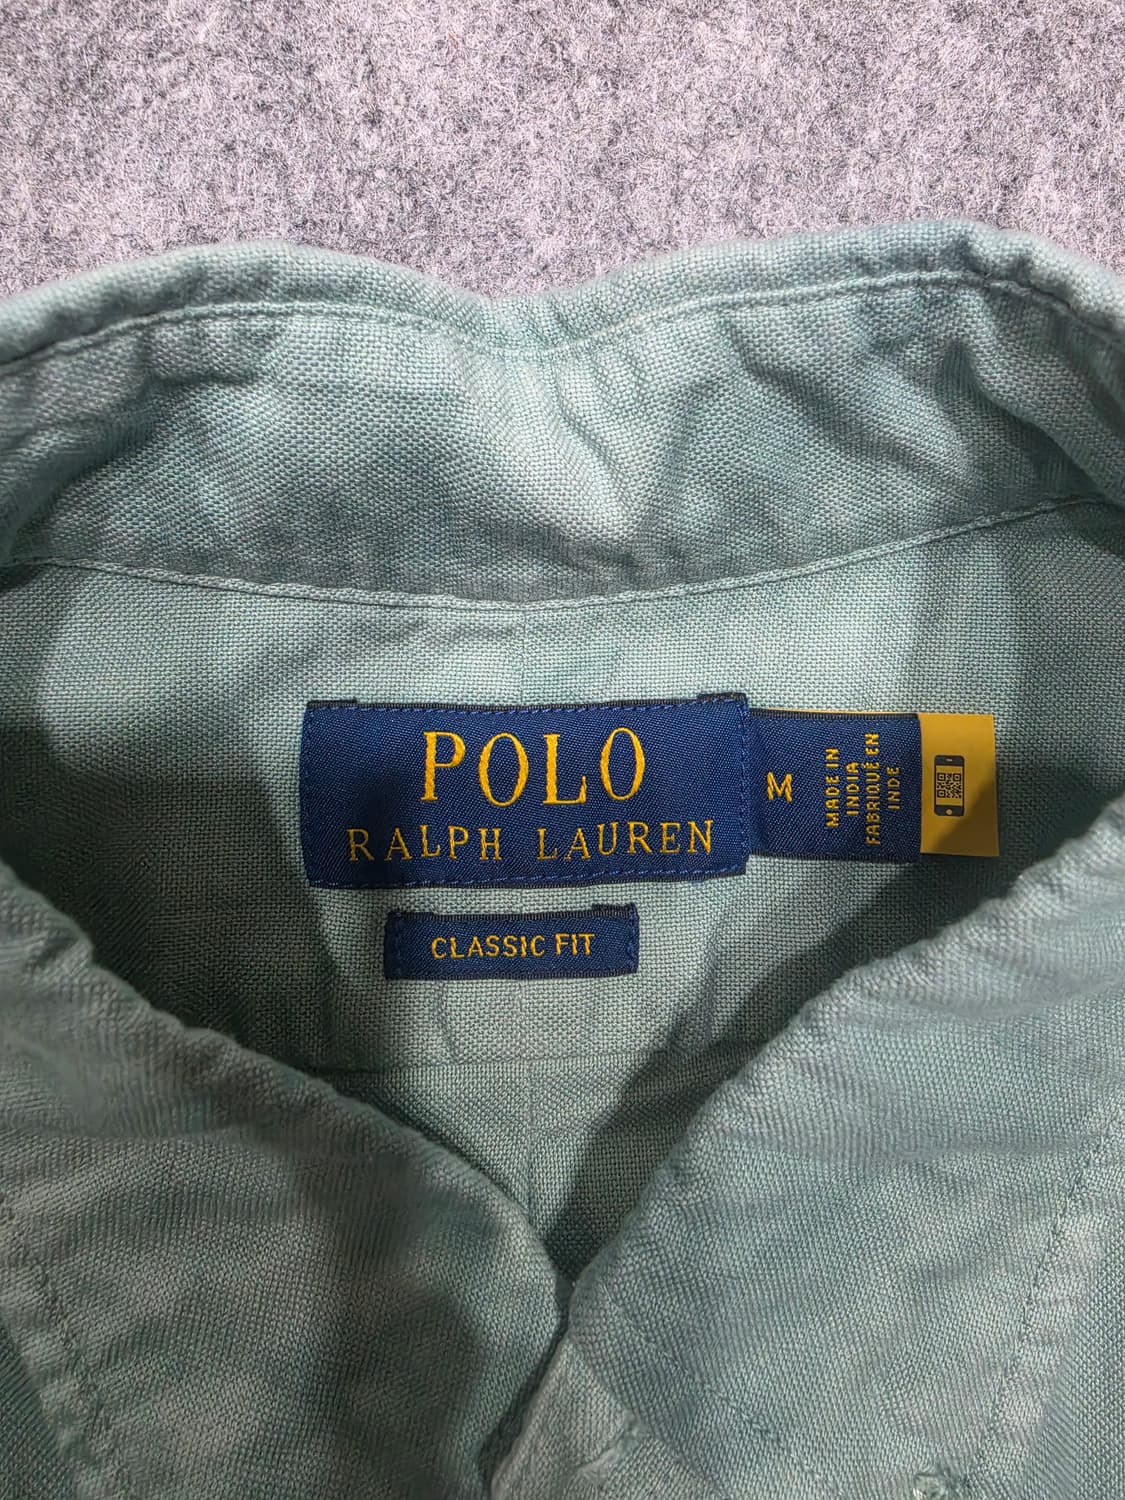 POLO
RALPH LAUREN
M
MADE IN
INDIA
FABRIQUÉ EN
INDE
CLASSIC FIT